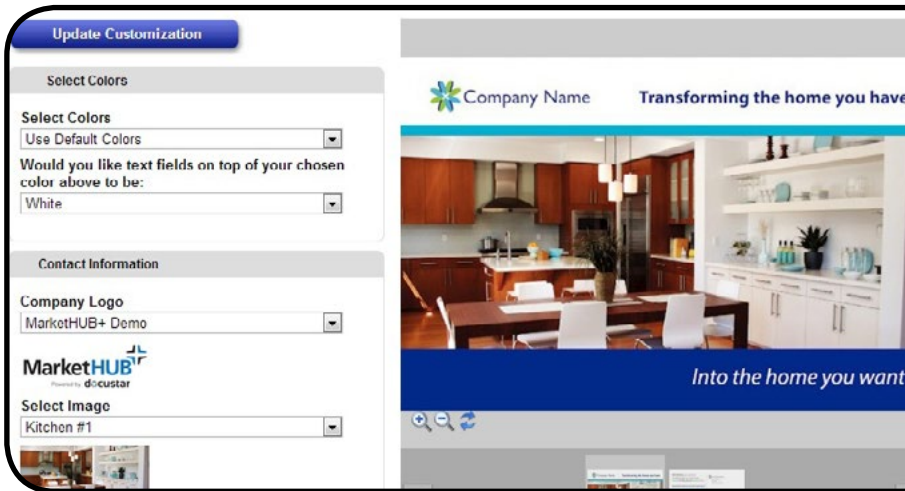 Update Customization
Select Colors
Select Colors
Use Default Colors
Would you like text fields on top of your chosen
color above to be:
White
Contact Information
Company Logo
MarketHUB+ Demo
MarketHUB
Powered by docustar
Select Image
Kitchen #1
Company Name
Transforming the home you have
Into the home you want